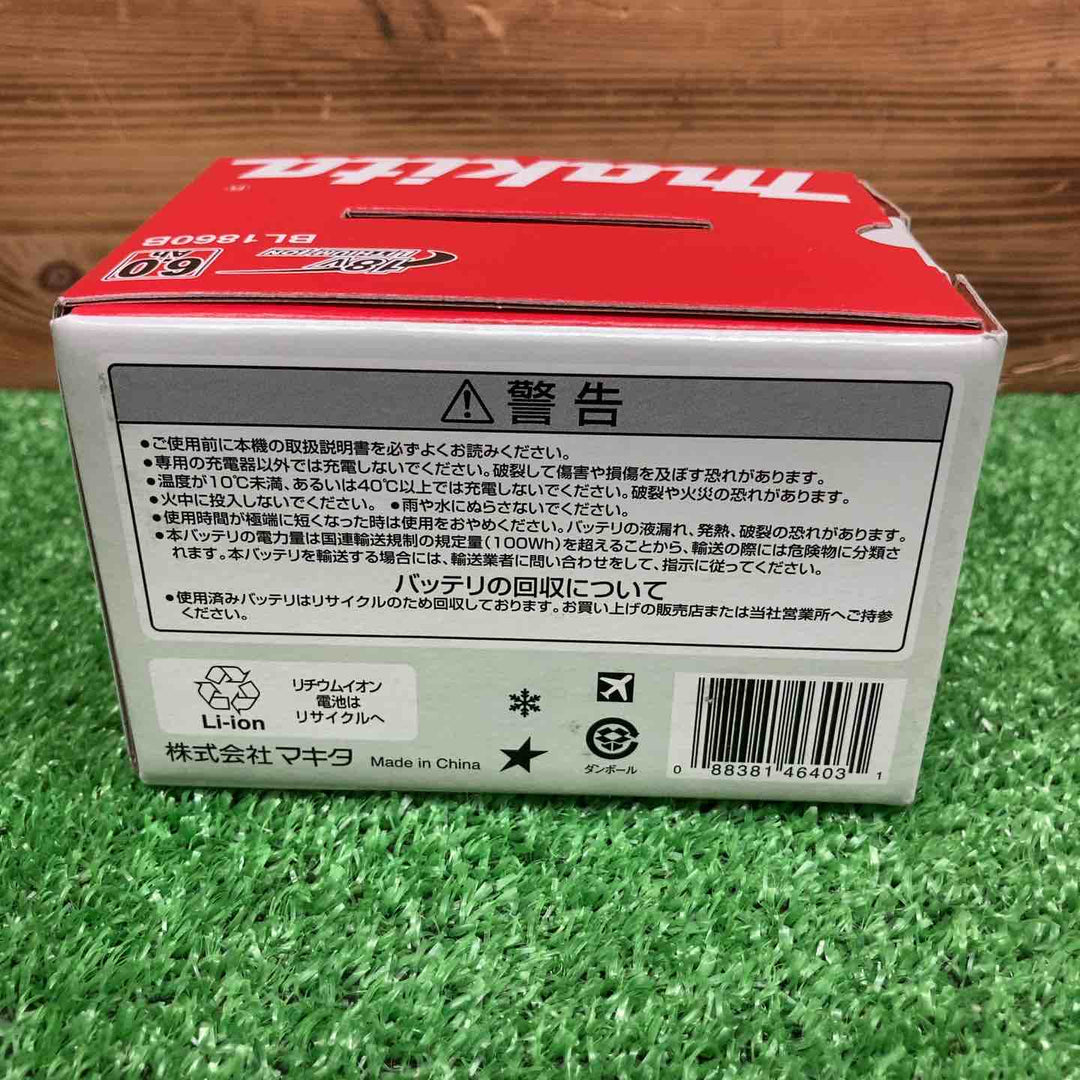 makita
BL1860B
18V
LITHIUM-ION
6.0
Ah
警告
●ご使用前に本機の取扱説明書を必ずよくお読みください。
●専用の充電器以外では充電しないでください。破裂して傷害や損傷を及ぼす恐れがあります。
●温度が10℃未満、あるいは40℃以上では充電しないでください。破裂や火災の恐れがあります。
●火中に投入しないでください。 ●雨や水にぬらさないでください。
●使用時間が極端に短くなった時は使用をおやめください。バッテリの液漏れ、発熱、破裂の恐れがあります。
●本バッテリの電力量は国連輸送規制の規定量(100Wh)を超えることから、輸送の際には危険物に分類さ
れます。本バッテリを輸送する場合には、輸送業者に問い合わせをして、指示に従ってください。
バッテリの回収について
●使用済みバッテリはリサイクルのため回収しております。お買い上げの販売店または当社営業所へご持参
ください。
Li-ion
リチウムイオン
電池は
リサイクルへ
株式会社 マキタ Made in China
ダンボール
0 88381 46403 1